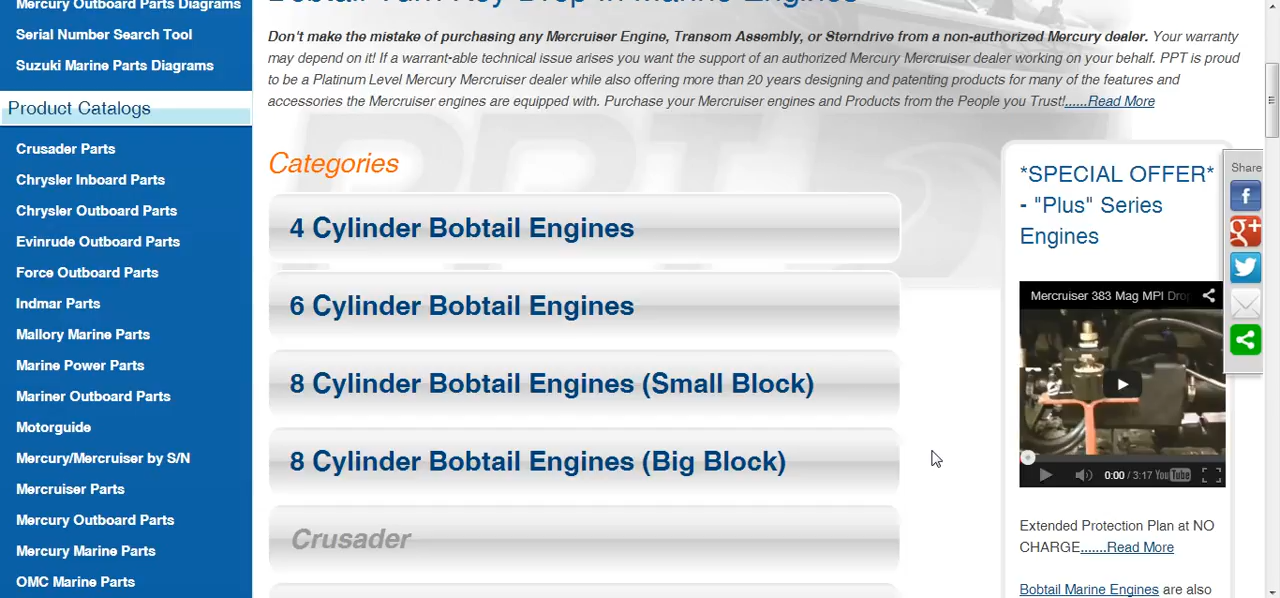 Mercury Outboard Parts Diagrams
Serial Number Search Tool
Suzuki Marine Parts Diagrams
Product Catalogs
Crusader Parts
Chrysler Inboard Parts
Chrysler Outboard Parts
Evinrude Outboard Parts
Force Outboard Parts
Indmar Parts
Mallory Marine Parts
Marine Power Parts
Mariner Outboard Parts
Motorguide
Mercury/Mercruiser by S/N
Mercruiser Parts
Mercury Outboard Parts
Mercury Marine Parts
OMC Marine Parts
Bobtail Turn Key Drop In Marine Engines
Don't make the mistake of purchasing any Mercruiser Engine, Transom Assembly, or Sterndrive from a non-authorized Mercury dealer. Your warranty
may depend on it! If a warrant-able technical issue arises you want the support of an authorized Mercury Mercruiser dealer working on your behalf. PPT is proud
to be a Platinum Level Mercury Mercruiser dealer while also offering more than 20 years designing and patenting products for many of the features and
accessories the Mercruiser engines are equipped with. Purchase your Mercruiser engines and Products from the People you Trust!......Read More
Categories
4 Cylinder Bobtail Engines
6 Cylinder Bobtail Engines
8 Cylinder Bobtail Engines (Small Block)
8 Cylinder Bobtail Engines (Big Block)
Crusader
*SPECIAL OFFER*
- "Plus" Series
Engines
Mercruiser 383 Mag MPI Dro
0:00 / 3:17 YouTube
Extended Protection Plan at NO
CHARGE.......Read More
Bobtail Marine Engines are also
Share